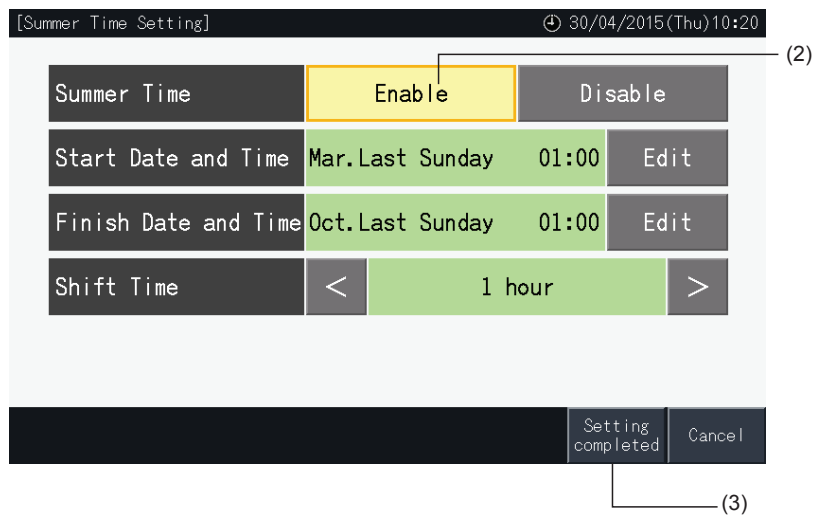 [Summer Time Setting] 30/04/2015(Thu)10:20
(2)
Summer Time Enable Disable
Start Date and Time Mar.Last Sunday 01:00 Edit
Finish Date and Time Oct.Last Sunday 01:00 Edit
Shift Time < 1 hour >
Setting
completed
Cancel
(3)